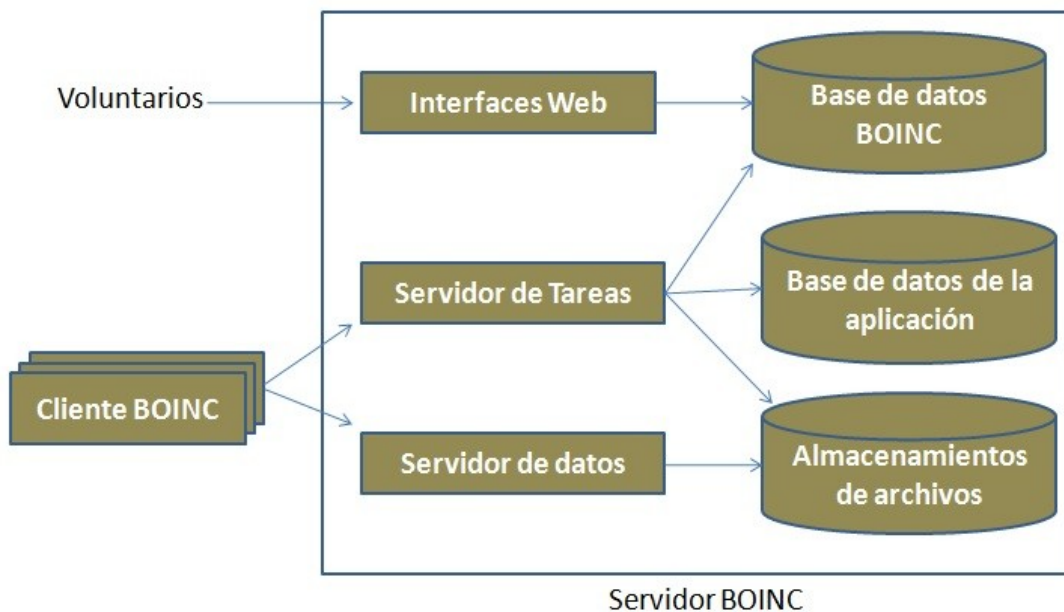 Voluntarios
Interfaces Web
Base de datos
BOINC
Servidor de Tareas
Base de datos de la
aplicación
Cliente BOINC
Servidor de datos
Almacenamientos
de archivos
Servidor BOINC